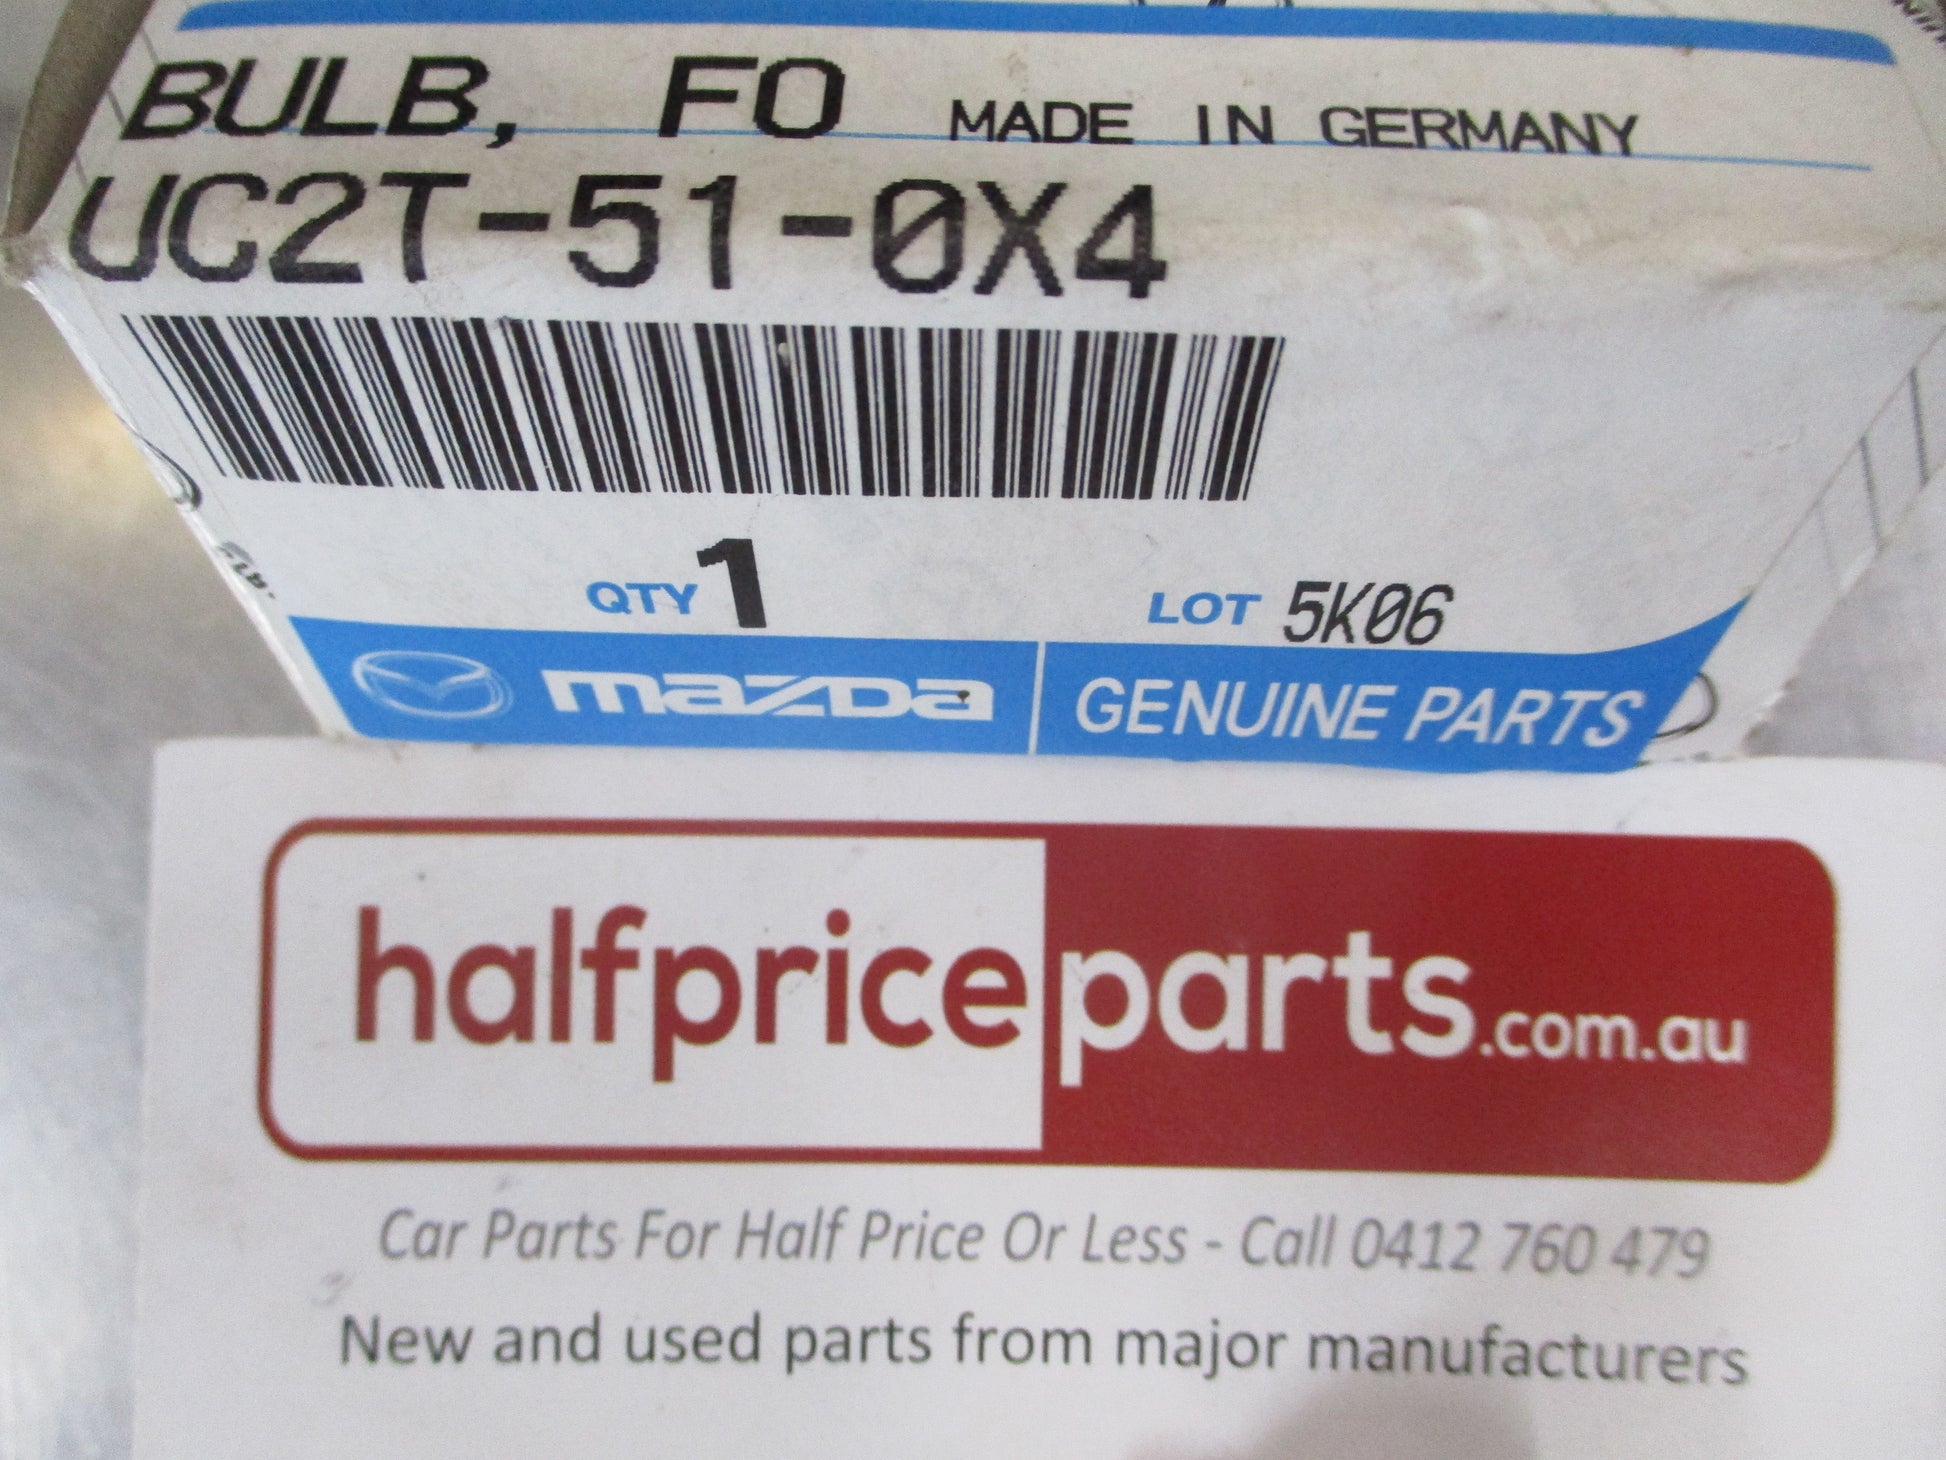 BULB, FO MADE IN GERMANY
UC2T-51-0X4
QTY 1 LOT 5K06
mazda GENUINE PARTS
halfpriceparts.com.au
Car Parts For Half Price Or Less - Call 0412 760 479
New and used parts from major manufacturers